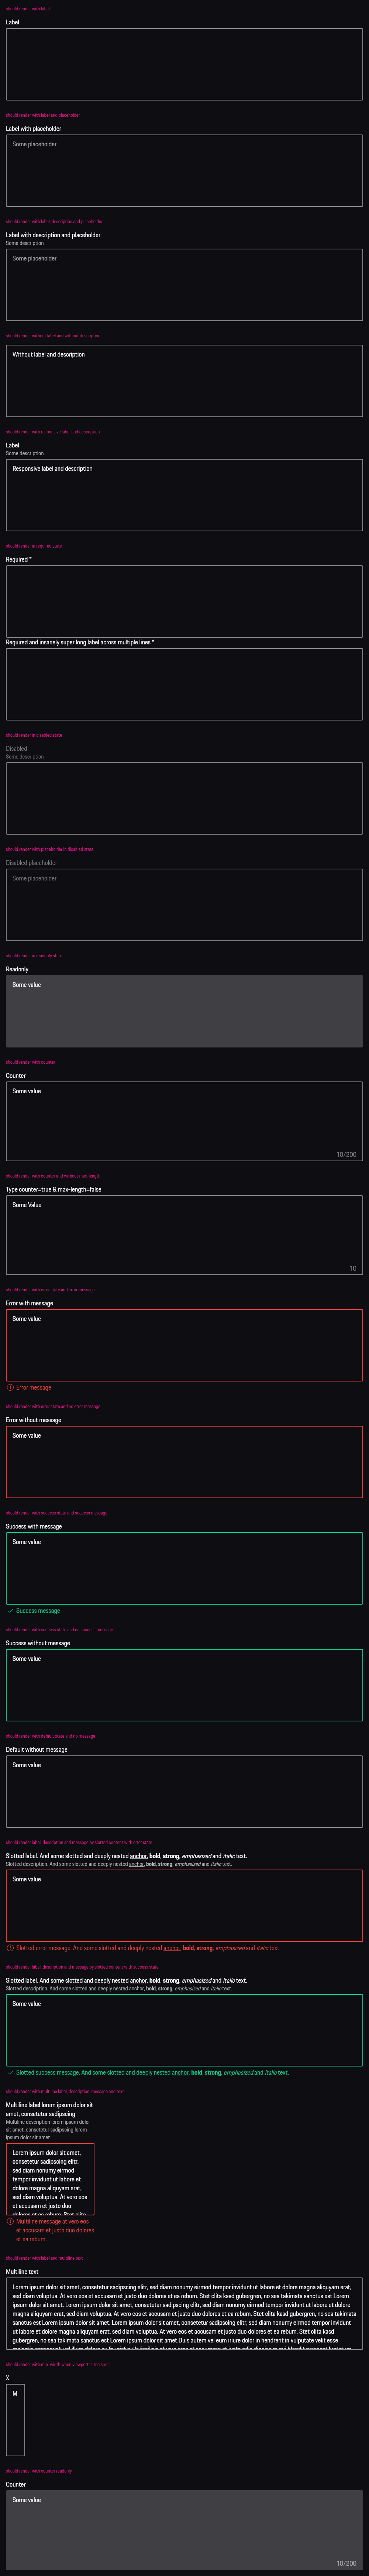 should render with label
Label
should render with label and placeholder
Label with placeholder
Some placeholder
should render with label, description and placeholder
Label with description and placeholder
Some description
Some placeholder
should render without label and without description
Without label and description
should render with responsive label and description
Label
Some description
Responsive label and description
should render in required state
Required *
Required and insanely super long label across multiple lines *
should render in disabled state
Disabled
Some description
should render with placeholder in disabled state
Disabled placeholder
Some placeholder
should render in readonly state
Readonly
Some value
should render with counter
Counter
Some value
10/200
should render with counter and without max-length
Type counter=true & max-length=false
Some Value
10
should render with error state and error message
Error with message
Some value
Error message
should render with error state and no error message
Error without message
Some value
should render with success state and success message
Success with message
Some value
Success message
should render with success state and no success message
Success without message
Some value
should render with default state and no message
Default without message
Some value
should render label, description and message by slotted content with error state
Slotted label. And some slotted and deeply nested anchor, bold, strong, emphasized and italic text.
Slotted description. And some slotted and deeply nested anchor, bold, strong, emphasized and italic text.
Some value
Slotted error message. And some slotted and deeply nested anchor, bold, strong, emphasized and italic text.
should render label, description and message by slotted content with success state
Slotted label. And some slotted and deeply nested anchor, bold, strong, emphasized and italic text.
Slotted description. And some slotted and deeply nested anchor, bold, strong, emphasized and italic text.
Some value
Slotted success message. And some slotted and deeply nested anchor, bold, strong, emphasized and italic text.
should render with multiline label, description, message and text
Multiline label lorem ipsum dolor sit
amet, consetetur sadipscing
Multiline description lorem ipsum dolor
sit amet, consetetur sadipscing lorem
ipsum dolor sit amet
Lorem ipsum dolor sit amet,
consetetur sadipscing elitr,
sed diam nonumy eirmod
tempor invidunt ut labore et
dolore magna aliquyam erat,
sed diam voluptua. At vero eos
et accusam et justo duo
dolores et ea rebum. Stet clita
Multiline message at vero eos
et accusam et justo duo dolores
et ea rebum.
should render with label and multiline text
Multiline text
Lorem ipsum dolor sit amet, consetetur sadipscing elitr, sed diam nonumy eirmod tempor invidunt ut labore et dolore magna aliquyam erat,
sed diam voluptua. At vero eos et accusam et justo duo dolores et ea rebum. Stet clita kasd gubergren, no sea takimata sanctus est Lorem
ipsum dolor sit amet. Lorem ipsum dolor sit amet, consetetur sadipscing elitr, sed diam nonumy eirmod tempor invidunt ut labore et dolore
magna aliquyam erat, sed diam voluptua. At vero eos et accusam et justo duo dolores et ea rebum. Stet clita kasd gubergren, no sea takimata
sanctus est Lorem ipsum dolor sit amet. Lorem ipsum dolor sit amet, consetetur sadipscing elitr, sed diam nonumy eirmod tempor invidunt ut
labore et dolore magna aliquyam erat, sed diam voluptua. At vero eos et accusam et justo duo dolores et ea rebum. Stet clita kasd
gubergren, no sea takimata sanctus est Lorem ipsum dolor sit amet.Duis autem vel eum iriure dolor in hendrerit in vulputate velit esse
should render with min-width when viewport is too small
X
M
should render with counter readonly
Counter
Some value
10/200